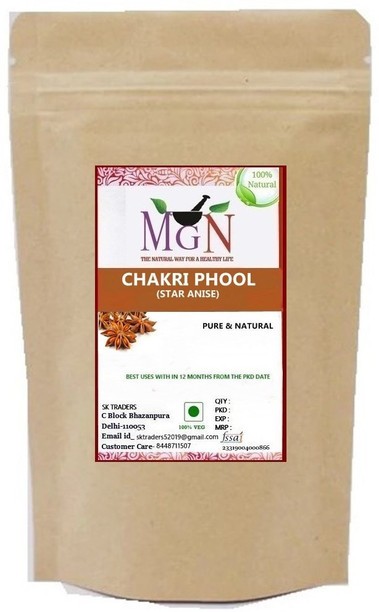 100%
Natural
MGN
THE NATURAL WAY FOR A HEALTHY LIFE
CHAKRI PHOOL
(STAR ANISE)
PURE & NATURAL
BEST USES WITH IN 12 MONTHS FROM THE PKD DATE
SK TRADERS
C Block Bhazanpura
Delhi-110053
Email id_ sktraders52019@gmail.com
Customer Care- 8448711507
100% VEG
QTY :
PKD :
EXP :
MRP :
fssai
23319004000866